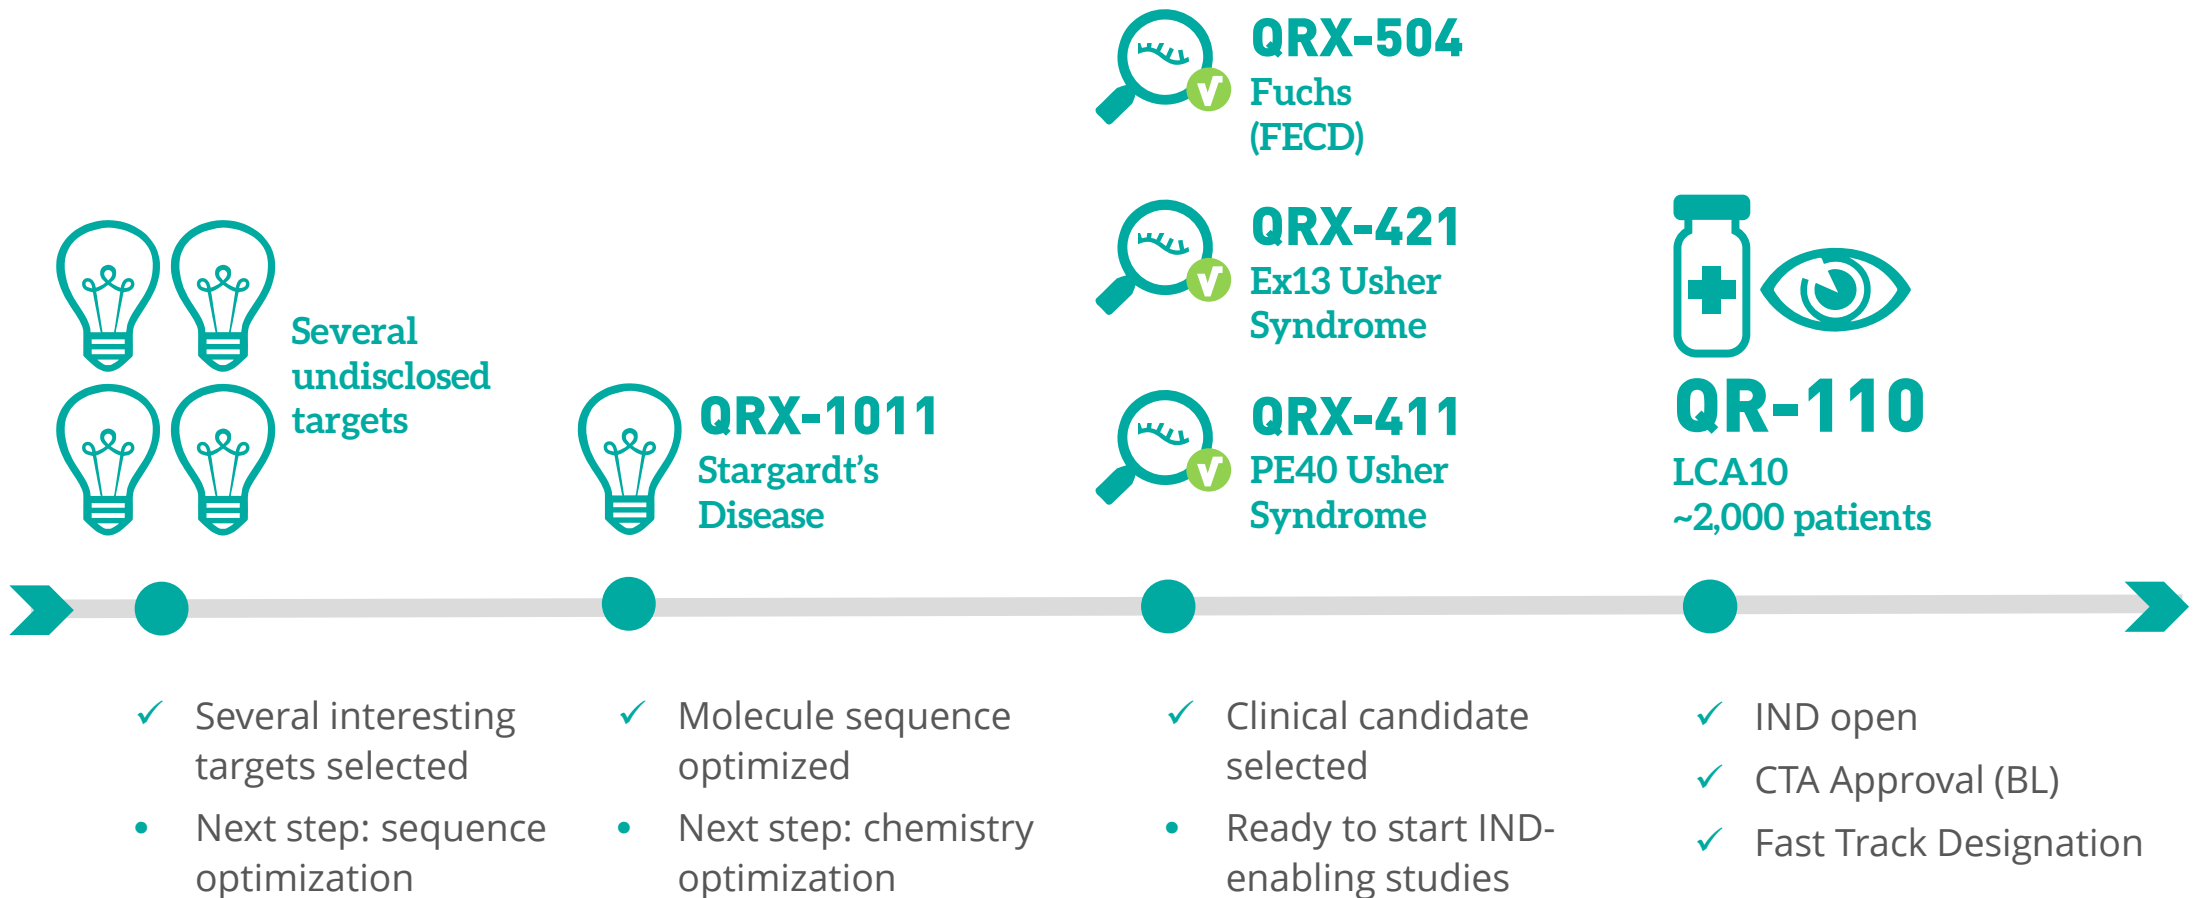 Several
undisclosed
targets
QRX-1011
Stargardt’s
Disease
QRX-504
Fuchs
(FECD)
QRX-421
Ex13 Usher
Syndrome
QRX-411
PE40 Usher
Syndrome
QR-110
LCA10
~2,000 patients
✓ Several interesting
targets selected
• Next step: sequence
optimization
✓ Molecule sequence
optimized
• Next step: chemistry
optimization
✓ Clinical candidate
selected
• Ready to start IND-
enabling studies
✓ IND open
✓ CTA Approval (BL)
✓ Fast Track Designation